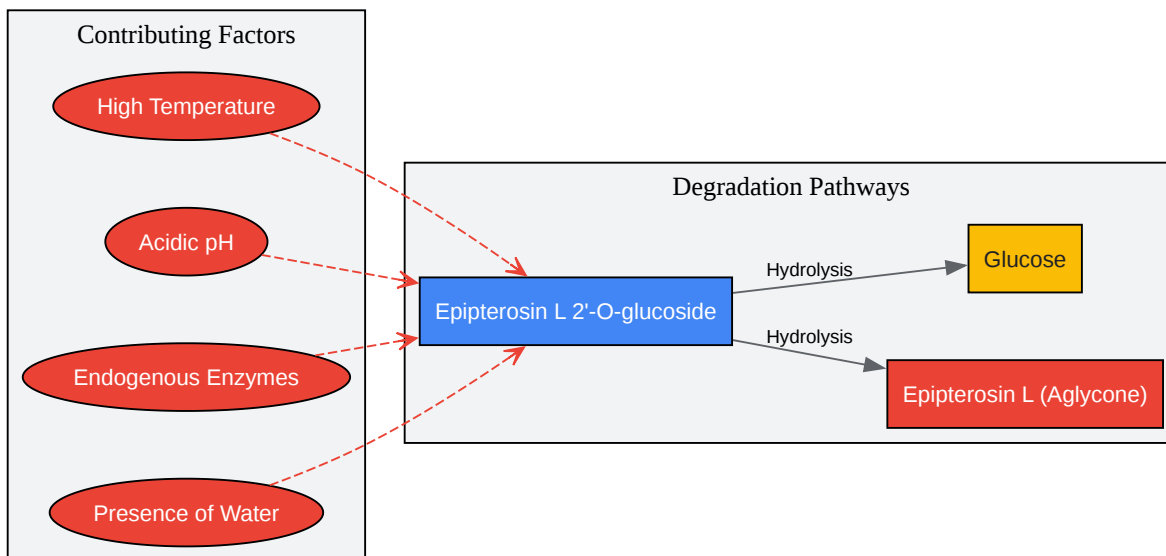 Contributing Factors
High Temperature
Acidic pH
Endogenous Enzymes
Presence of Water
Degradation Pathways
Epipterosin L 2'-O-glucoside
Hydrolysis
Glucose
Hydrolysis
Epipterosin L (Aglycone)